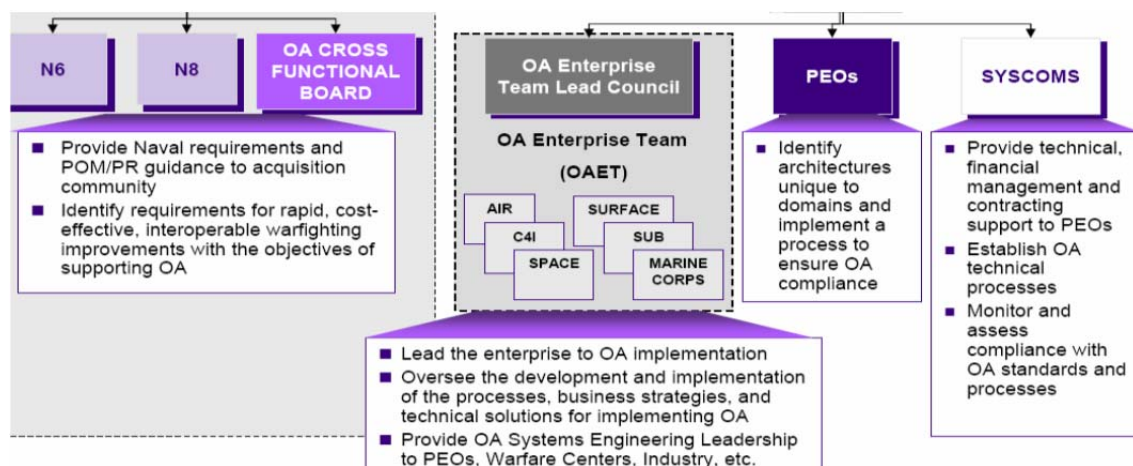 N6
N8
OA CROSS
FUNCTIONAL
BOARD
Provide Naval requirements and
POM/PR guidance to acquisition
community
Identify requirements for rapid, cost-
effective, interoperable warfighting
improvements with the objectives of
supporting OA
OA Enterprise
Team Lead Council
OA Enterprise Team
(OAET)
AIR
C4I
SPACE
SURFACE
SUB
MARINE
CORPS
Lead the enterprise to OA implementation
Oversee the development and implementation
of the processes, business strategies, and
technical solutions for implementing OA
Provide OA Systems Engineering Leadership
to PEOs, Warfare Centers, Industry, etc.
PEOs
Identify
architectures
unique to
domains and
implement a
process to
ensure OA
compliance
SYSCOMS
Provide technical,
financial
management and
contracting
support to PEOs
Establish OA
technical
processes
Monitor and
assess
compliance with
OA standards and
processes